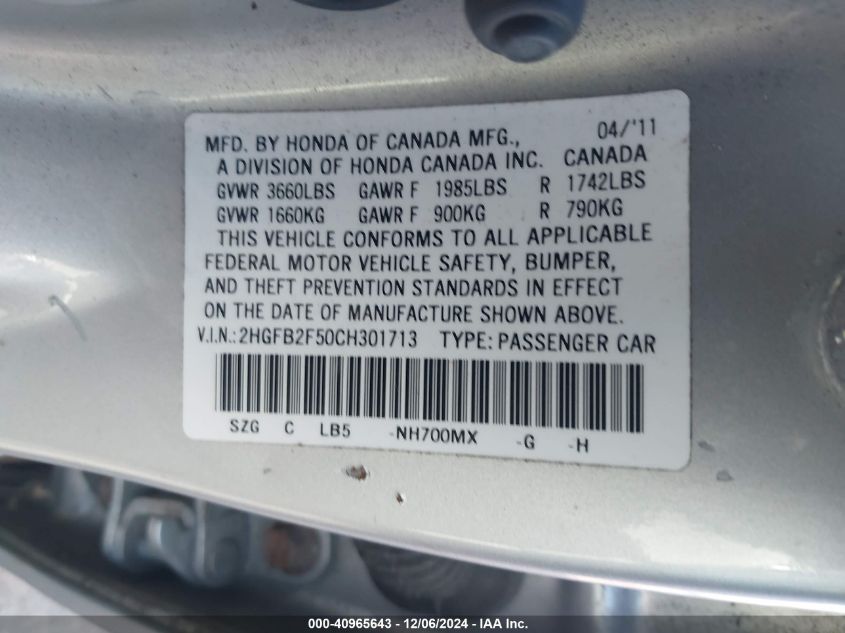 04/'11
MFD. BY HONDA OF CANADA MFG.,
A DIVISION OF HONDA CANADA INC. CANADA
GVWR 3660LBS GAWR F 1985LBS R 1742LBS
GVWR 1660KG GAWR F 900KG R 790KG
THIS VEHICLE CONFORMS TO ALL APPLICABLE
FEDERAL MOTOR VEHICLE SAFETY, BUMPER,
AND THEFT PREVENTION STANDARDS IN EFFECT
ON THE DATE OF MANUFACTURE SHOWN ABOVE.
V.I.N.: 2HGFB2F50CH301713 TYPE: PASSENGER CAR
SZG C LB5 -NH700MX -G -H
000-40965643 - 12/06/2024 - IAA Inc.